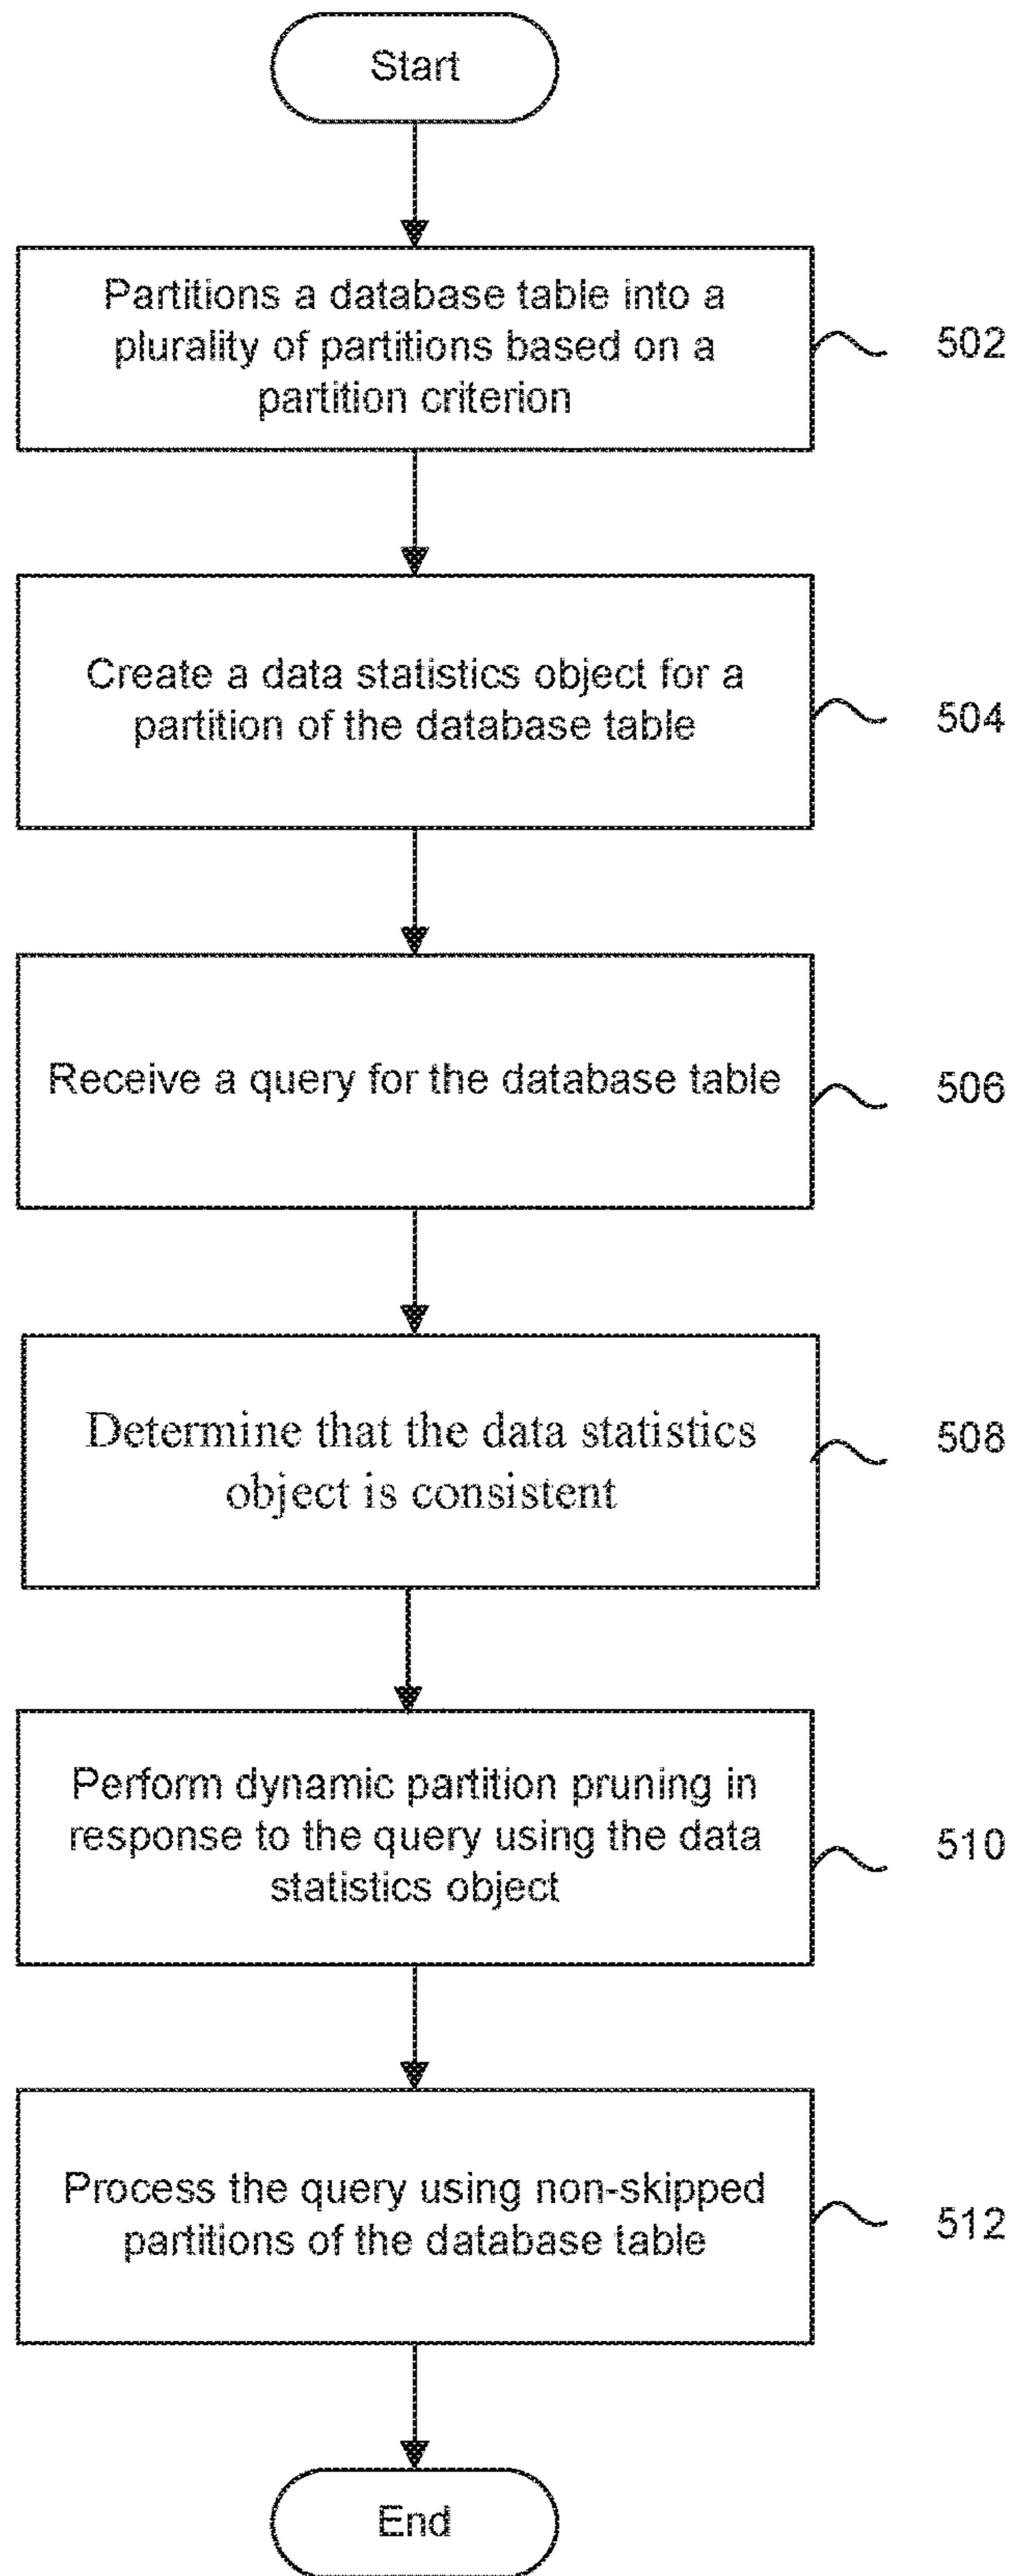 Start
Partitions a database table into a
plurality of partitions based on a
partition criterion
502
Create a data statistics object for a
partition of the database table
504
Receive a query for the database table
506
Determine that the data statistics
object is consistent
508
Perform dynamic partition pruning in
response to the query using the data
statistics object
510
Process the query using non-skipped
partitions of the database table
512
End